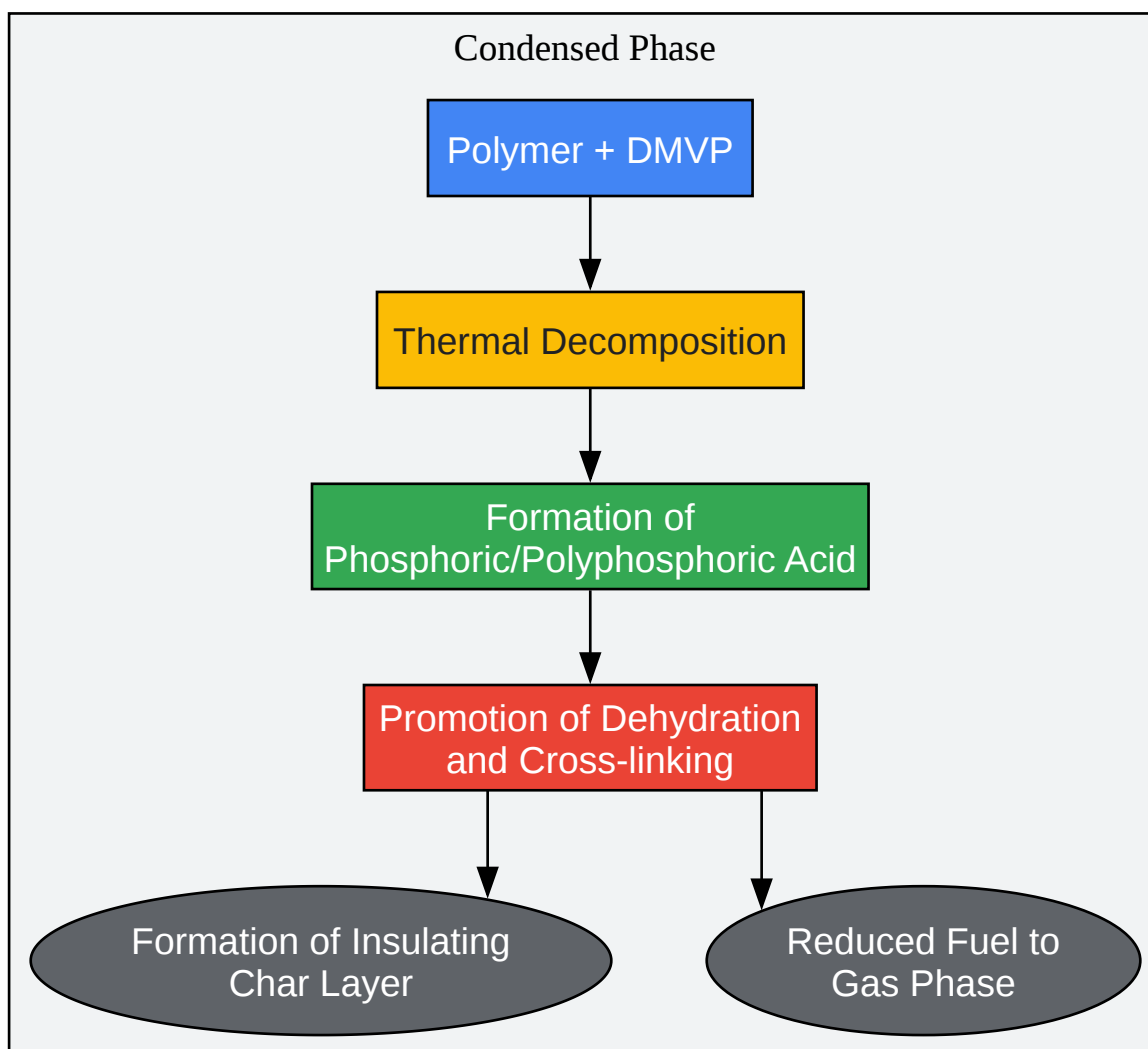 Condensed Phase
Polymer + DMVP
Thermal Decomposition
Formation of
Phosphoric/Polyphosphoric Acid
Promotion of Dehydration
and Cross-linking
Formation of Insulating
Char Layer
Reduced Fuel to
Gas Phase